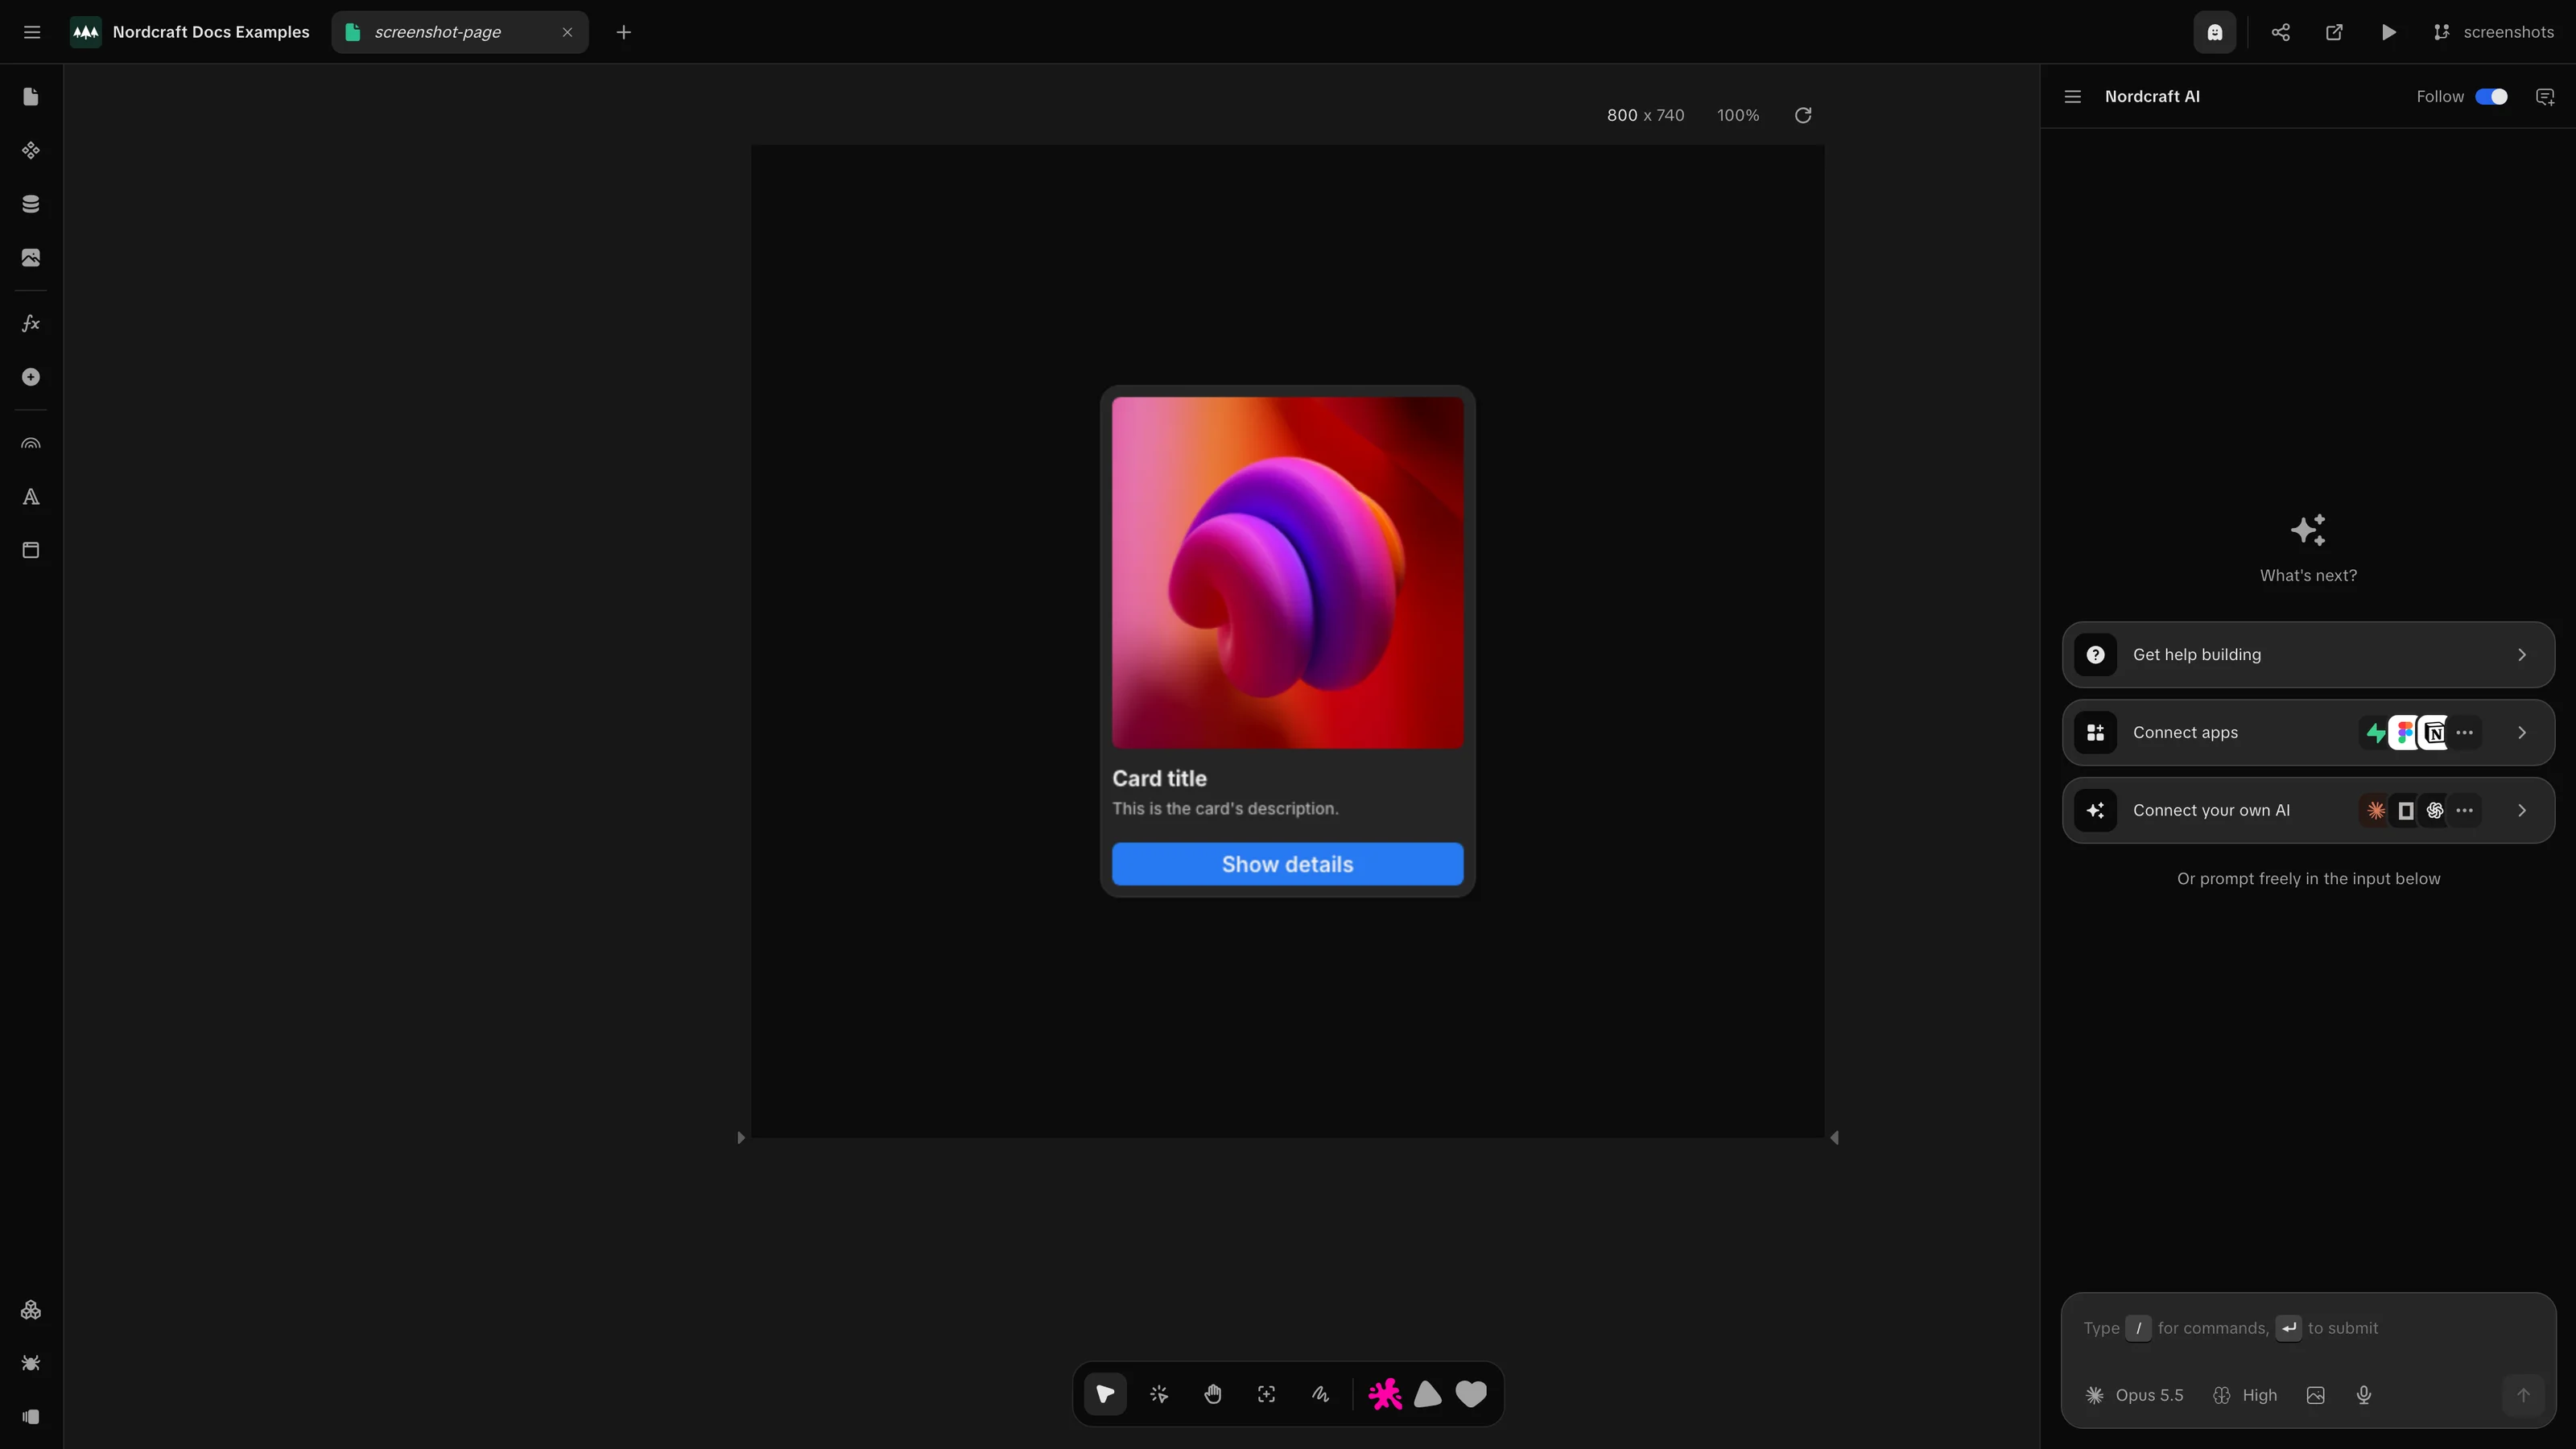 Nordcraft Docs Examples
screenshot-page
screenshots
800 x 740
100%
Nordcraft AI
Follow
Card title
This is the card's description.
Show details
What's next?
Get help building
Connect apps
Connect your own AI
Or prompt freely in the input below
Type / for commands, ↵ to submit
Opus 5.5
High